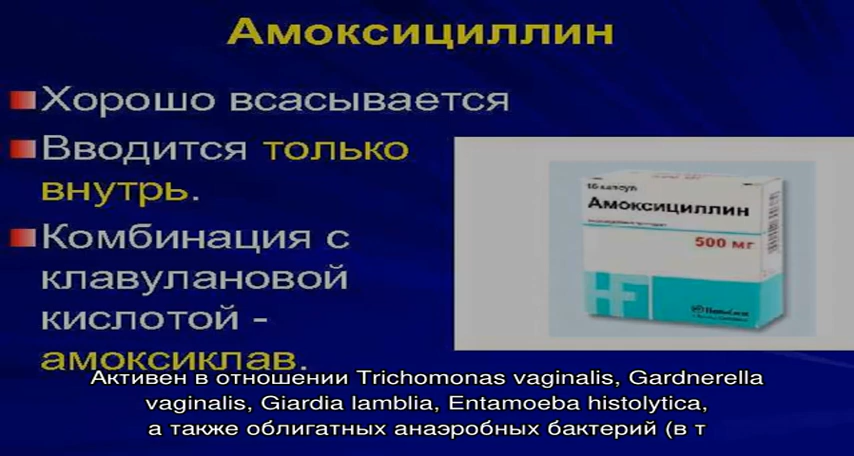 Амоксициллин
Хорошо всасывается
Вводится только
внутрь.
Комбинация с
клавулановой
кислотой -
амоксиклав.
Амоксициллин
500 мг
Активен в отношении Trichomonas vaginalis, Gardnerella
vaginalis, Giardia lamblia, Entamoeba histolytica,
а также облигатных анаэробных бактерий (в т